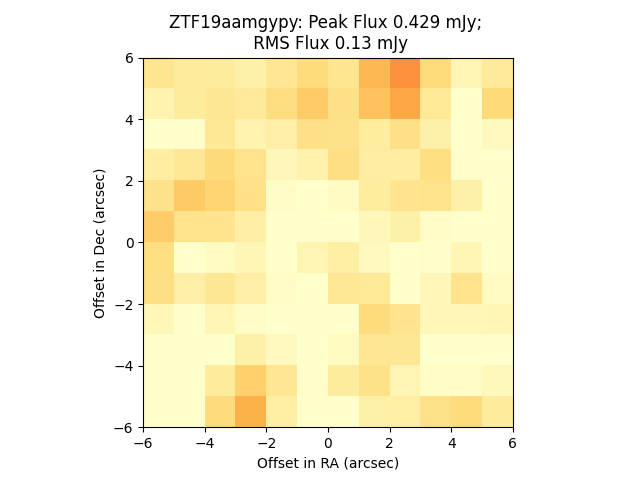 ZTF19aamgypy: Peak Flux 0.429 mJy;
RMS Flux 0.13 mJy
6
4
2
0
−2
−4
−6
Offset in Dec (arcsec)
−6 −4 −2 0 2 4 6
Offset in RA (arcsec)